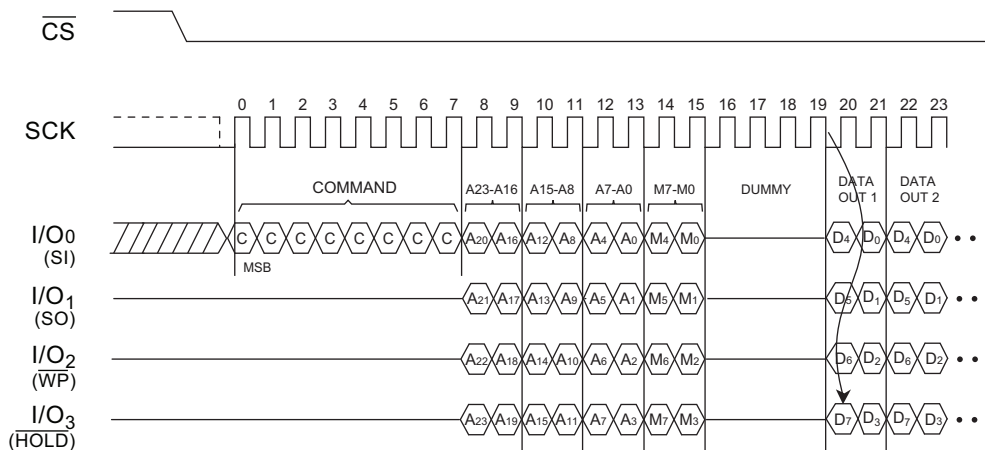 CS
0 1 2 3 4 5 6 7 8 9 10 11 12 13 14 15 16 17 18 19 20 21 22 23
SCK
COMMAND A23-A16 A15-A8 A7-A0 M7-M0 DUMMY DATA OUT 1 DATA OUT 2
I/O0 C C C C C C C C A20 A16 A12 A8 A4 A0 M4 M0 D4 D0 D4 D0
(SI) MSB
I/O1 A21 A17 A13 A9 A5 A1 M5 M1 D5 D1 D5 D1
(SO)
I/O2 A22 A18 A14 A10 A6 A2 M6 M2 D6 D2 D6 D2
(WP)
I/O3 A23 A19 A15 A11 A7 A3 M7 M3 D7 D3 D7 D3
(HOLD)